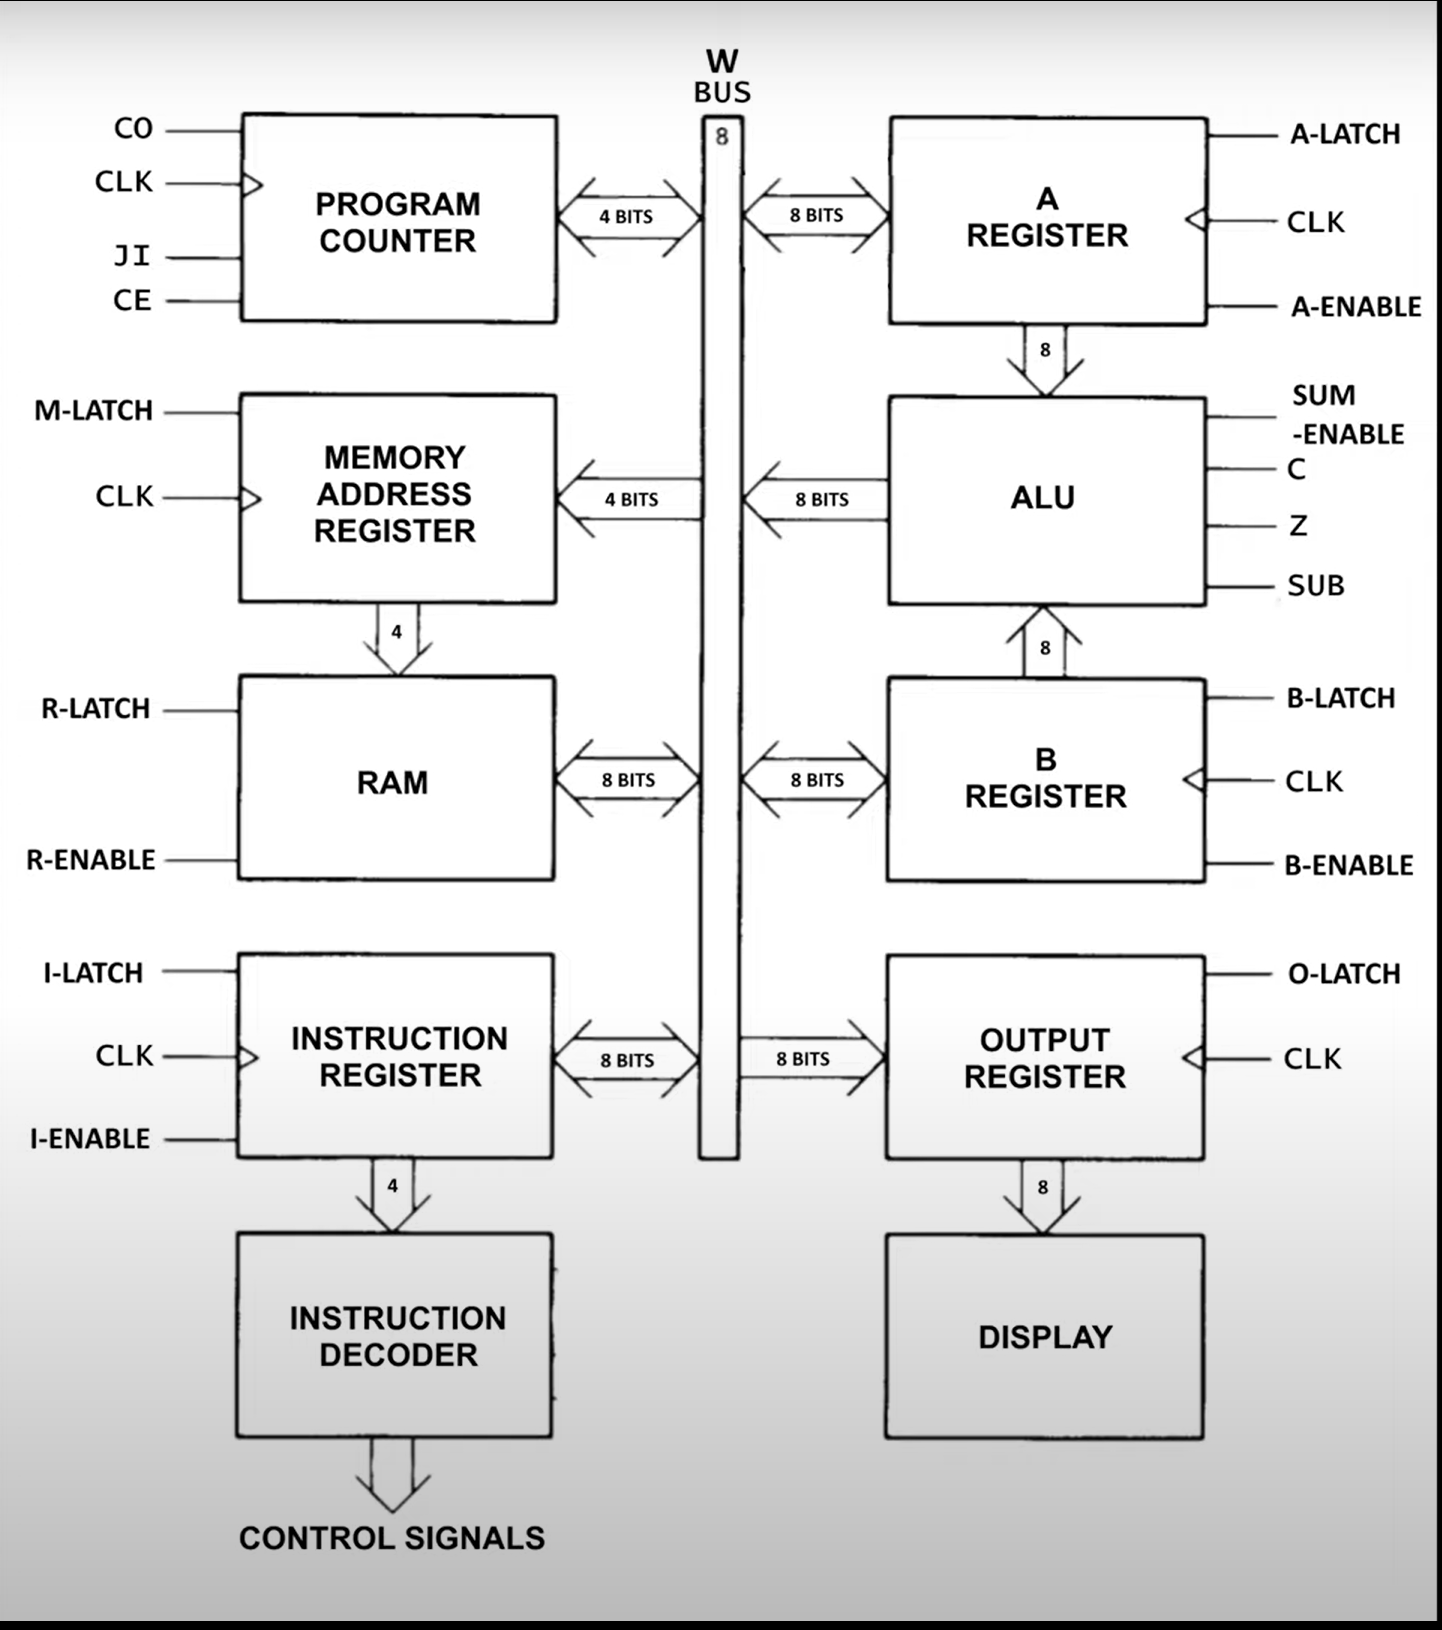 W
BUS
8
CO
CLK
JI
CE
PROGRAM
COUNTER
4 BITS
8 BITS
A
REGISTER
A-LATCH
CLK
A-ENABLE
8
M-LATCH
CLK
MEMORY
ADDRESS
REGISTER
4 BITS
8 BITS
ALU
SUM
-ENABLE
C
Z
SUB
4
8
R-LATCH
R-ENABLE
RAM
8 BITS
8 BITS
B
REGISTER
B-LATCH
CLK
B-ENABLE
I-LATCH
CLK
I-ENABLE
INSTRUCTION
REGISTER
8 BITS
8 BITS
OUTPUT
REGISTER
O-LATCH
CLK
4
8
INSTRUCTION
DECODER
DISPLAY
CONTROL SIGNALS